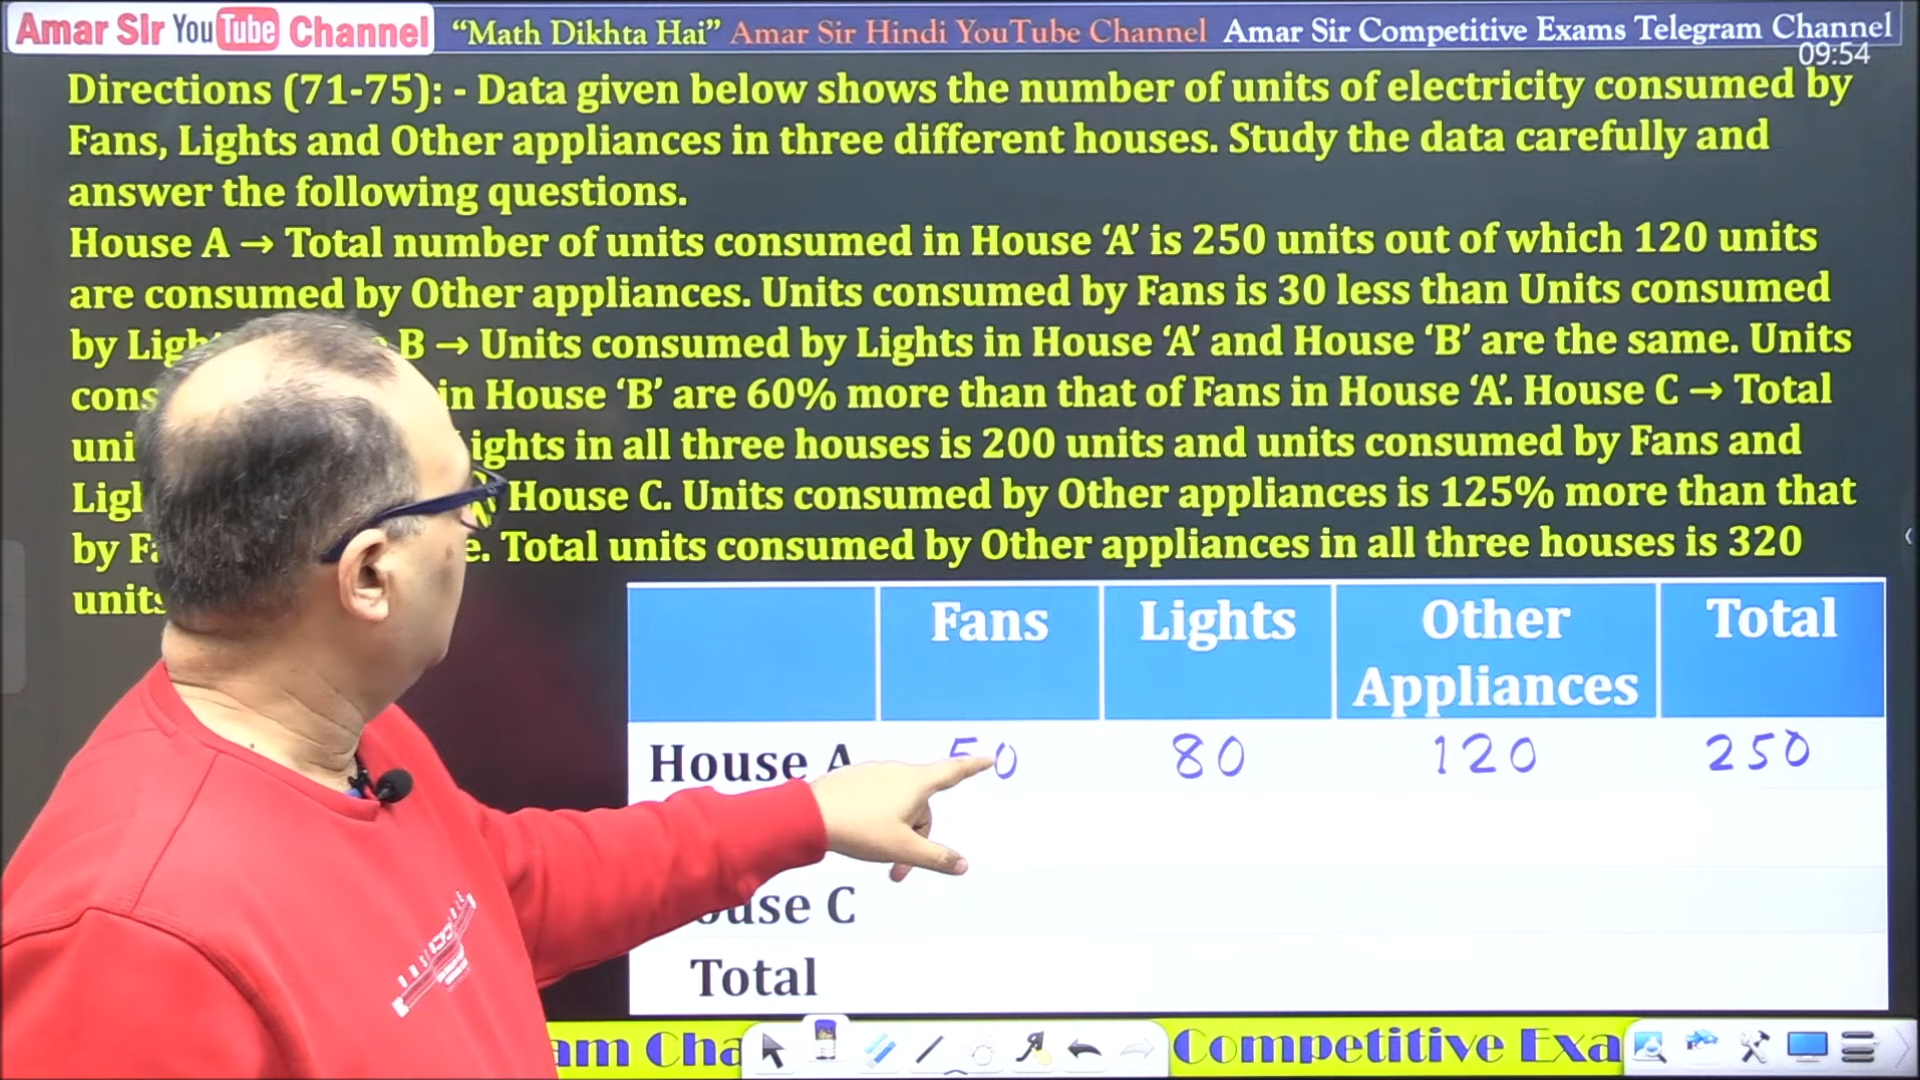 Amar Sir YouTube Channel "Math Dikhta Hai" Amar Sir Hindi YouTube Channel Amar Sir Competitive Exams Telegram Channel
09:54
Directions (71-75): - Data given below shows the number of units of electricity consumed by
Fans, Lights and Other appliances in three different houses. Study the data carefully and
answer the following questions.
House A → Total number of units consumed in House ‘A’ is 250 units out of which 120 units
are consumed by Other appliances. Units consumed by Fans is 30 less than Units consumed
by B → Units consumed by Lights in House ‘A’ and House ‘B’ are the same. Units
in House ‘B’ are 60% more than that of Fans in House ‘A’. House C → Total
in all three houses is 200 units and units consumed by Fans and
House C. Units consumed by Other appliances is 125% more than that
by Total units consumed by Other appliances in all three houses is 320
units
Fans Lights Other Appliances Total
House A 50 80 120 250
C
Total
Competitive